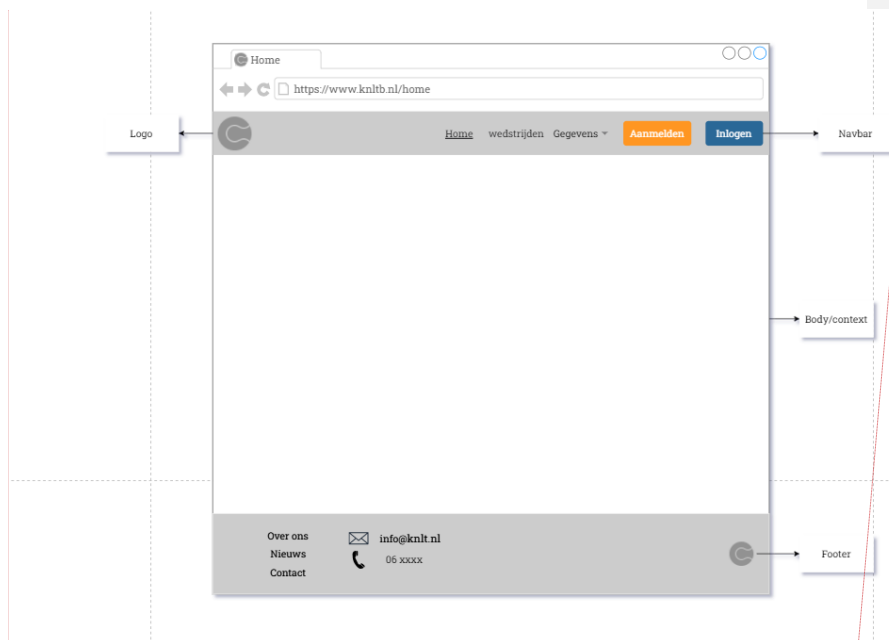 Home
https://www.knltb.nl/home
Logo
Home wedstrijden Gegevens Aanmelden Inlogen
Navbar
Body/context
Over ons
info@knlt.nl
Nieuws
06 xxxx
Contact
Footer